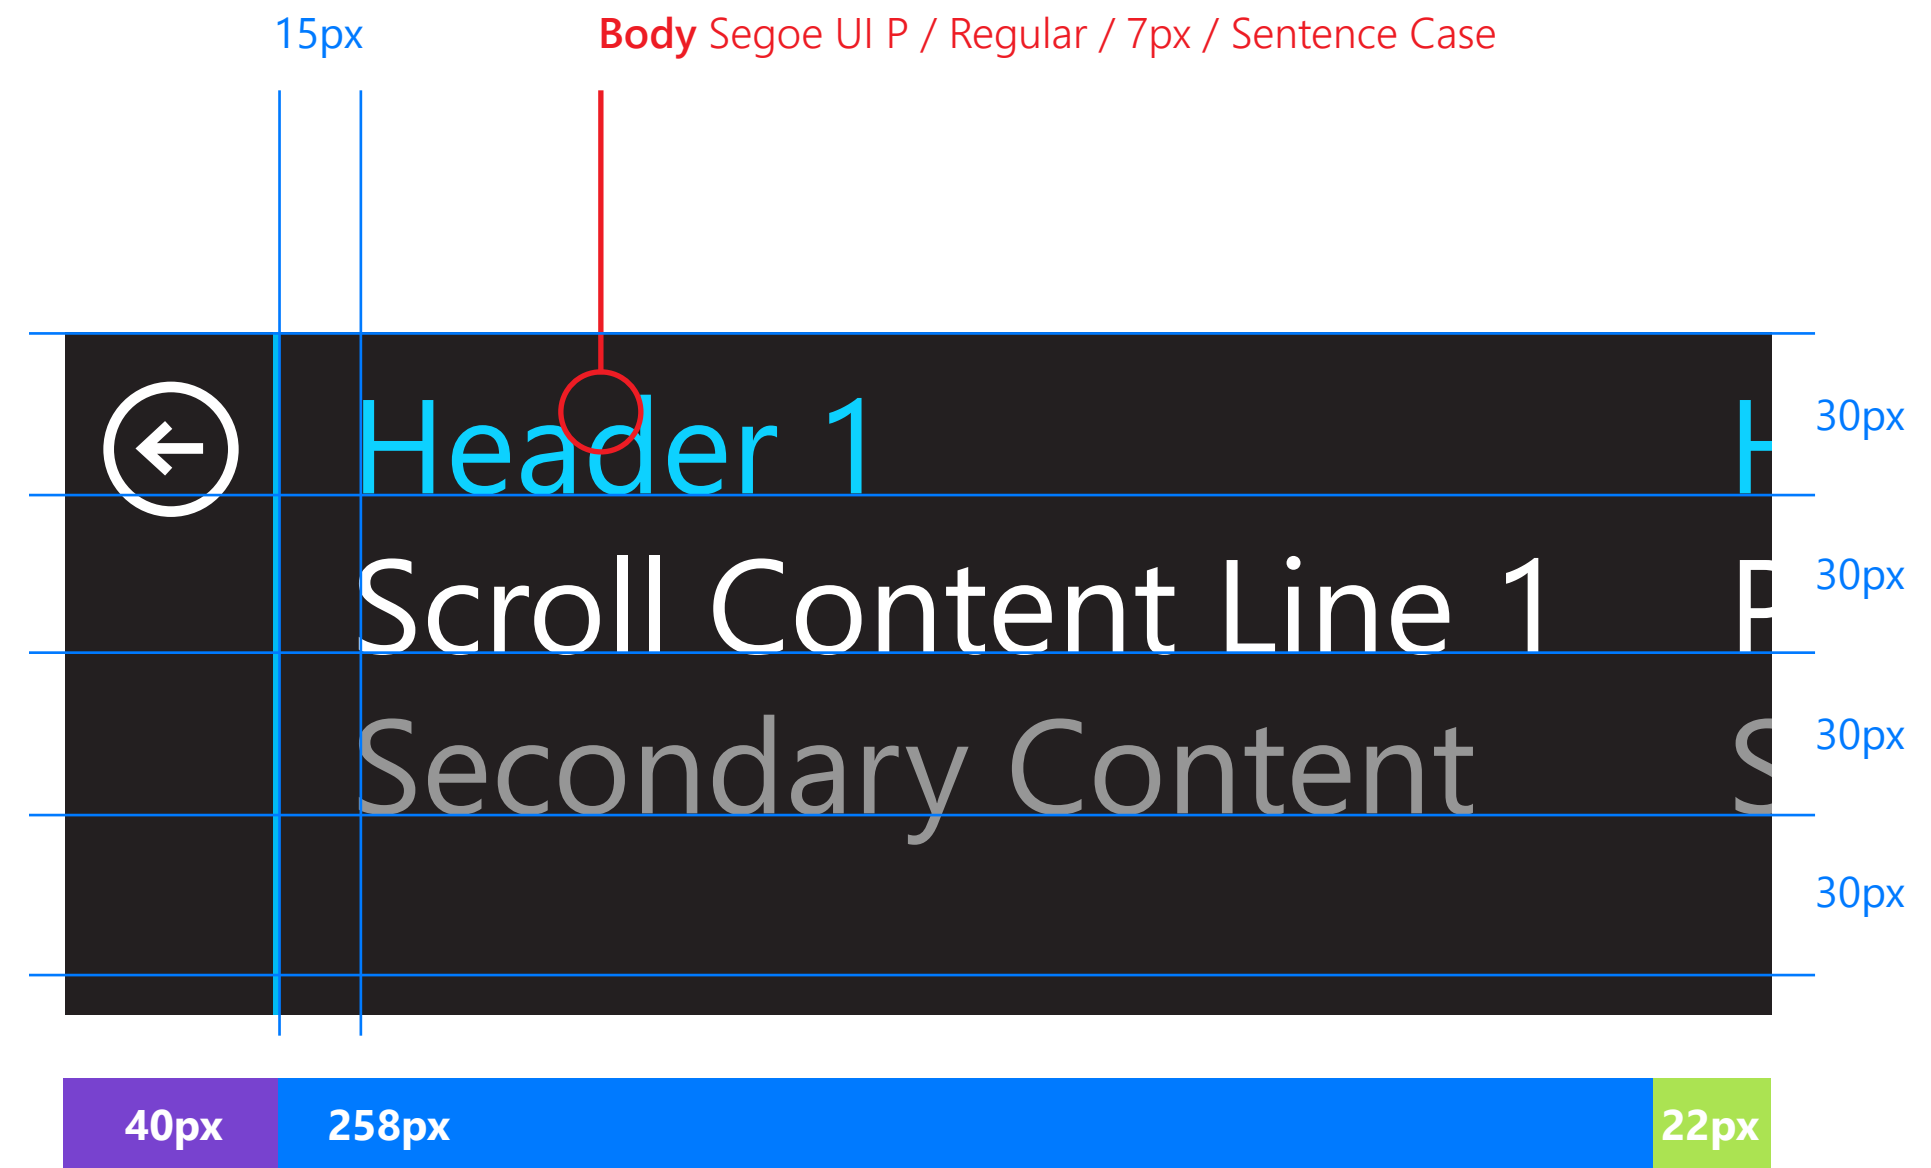 15px
Body Segoe UI P / Regular / 7px / Sentence Case
Header 1 H
30px
Scroll Content Line 1 P
30px
Secondary Content S
30px
30px
40px 258px 22px